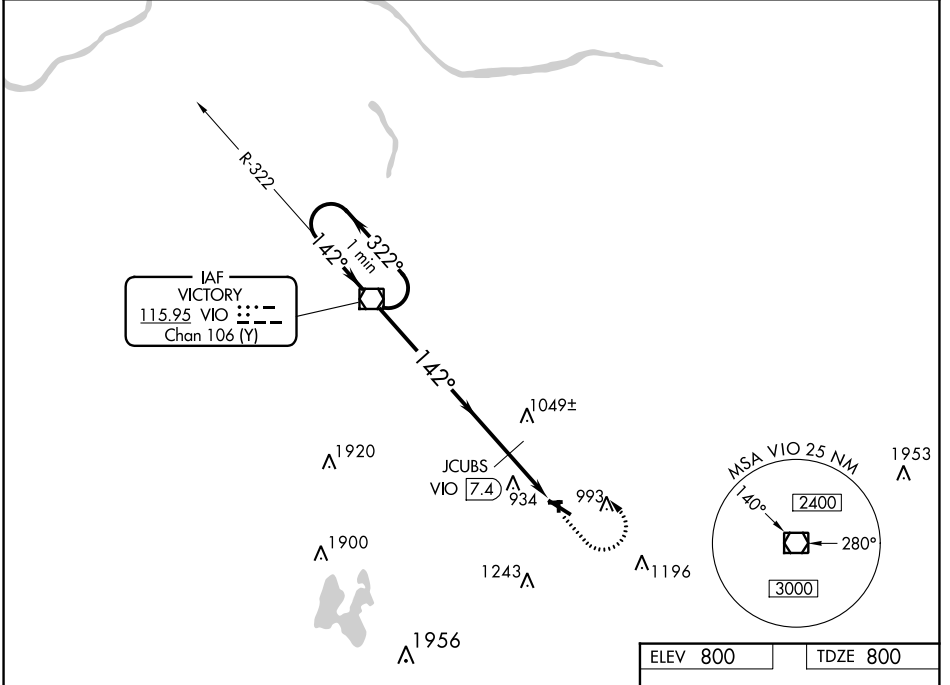 R-322
142°
322°
1 min
IAF
VICTORY
115.95 VIO
Chan 106 (Y)
142°
1049±
1920
JCUBS
VIO 7.4
934
993
1900
1243
1196
1956
MSA VIO 25 NM
1953
140°
2400
280°
3000
ELEV 800
TDZE 800